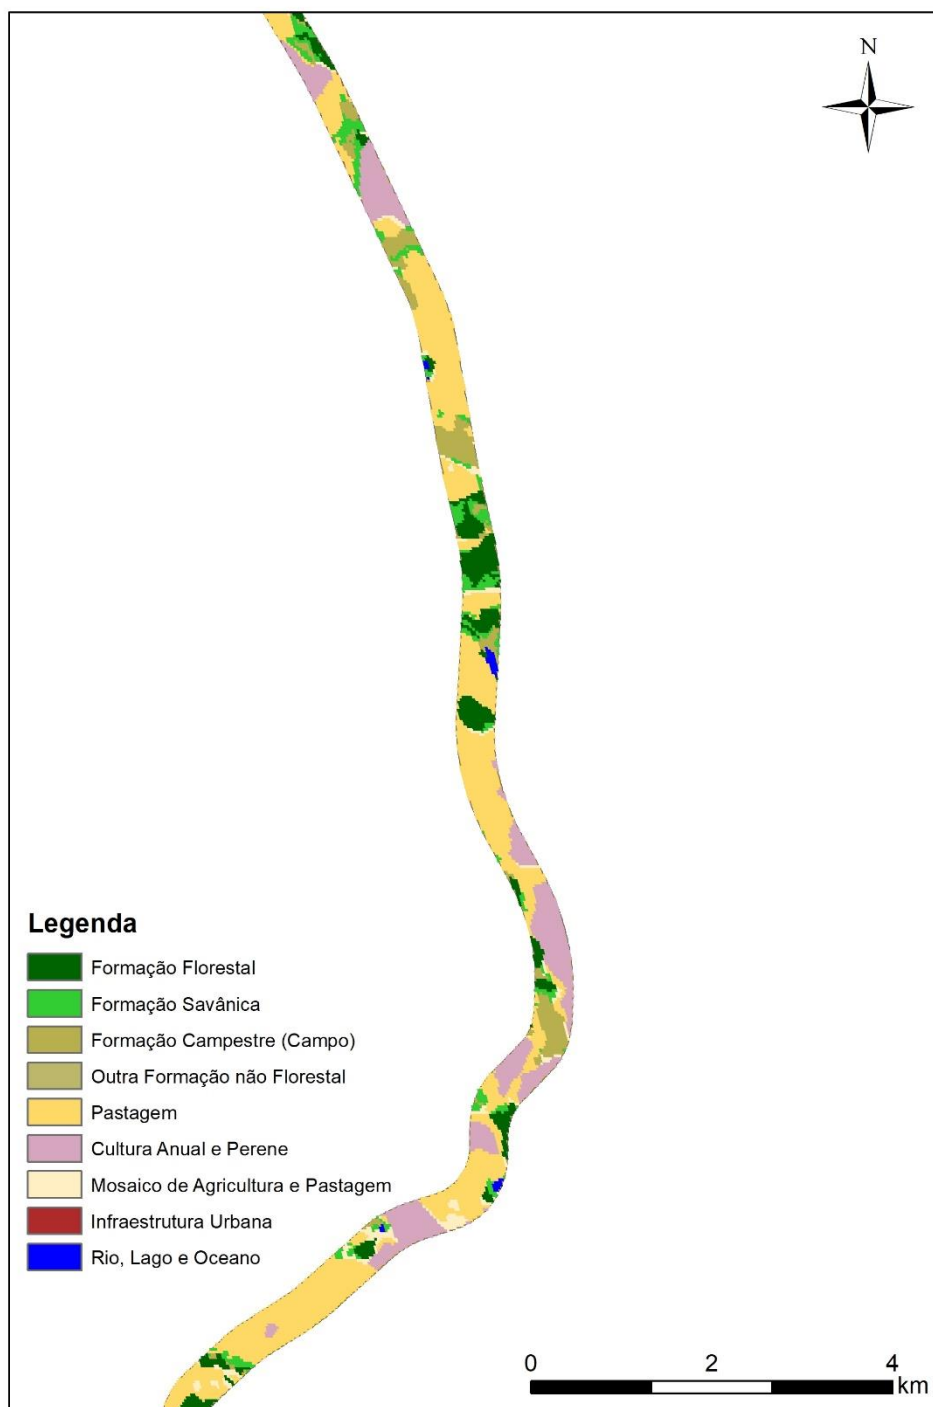 N
Legenda
Formação Florestal
Formação Savânica
Formação Campestre (Campo)
Outra Formação não Florestal
Pastagem
Cultura Anual e Perene
Mosaico de Agricultura e Pastagem
Infraestrutura Urbana
Rio, Lago e Oceano
0 2 4
km